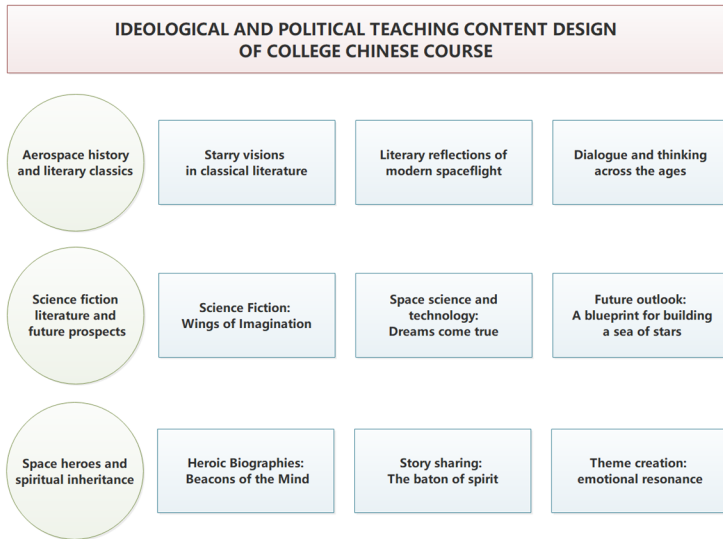 IDEOLOGICAL AND POLITICAL TEACHING CONTENT DESIGN
OF COLLEGE CHINESE COURSE
Aerospace history
and literary classics
Starry visions
in classical literature
Literary reflections of
modern spaceflight
Dialogue and thinking
across the ages
Science fiction
literature and
future prospects
Science Fiction:
Wings of Imagination
Space science and
technology:
Dreams come true
Future outlook:
A blueprint for building
a sea of stars
Space heroes and
spiritual inheritance
Heroic Biographies:
Beacons of the Mind
Story sharing:
The baton of spirit
Theme creation:
emotional resonance